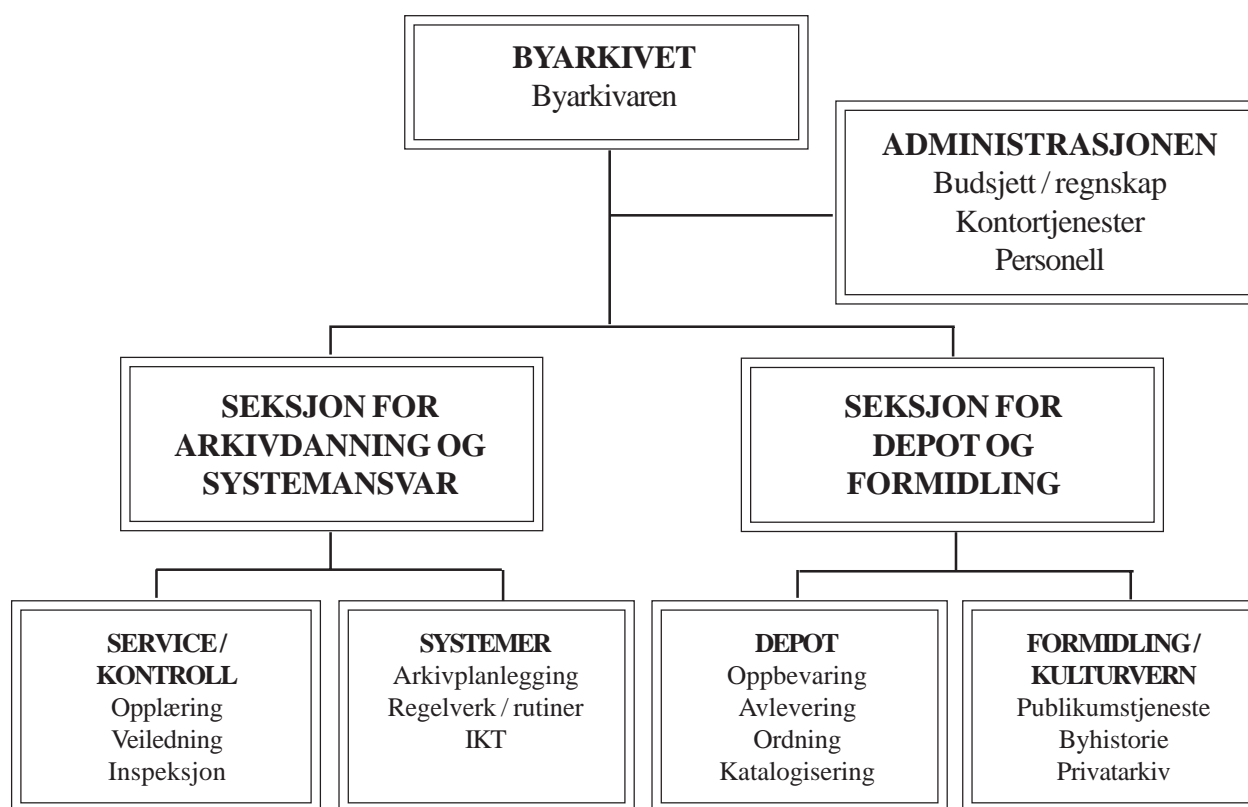 BYARKIVET
Byarkivaren
ADMINISTRASJONEN
Budsjett / regnskap
Kontortjenester
Personell
SEKSJON FOR
ARKIVDANNING OG
SYSTEMANSVAR
SEKSJON FOR
DEPOT OG
FORMIDLING
SERVICE /
KONTROLL
Opplæring
Veiledning
Inspeksjon
SYSTEMER
Arkivplanlegging
Regelverk / rutiner
IKT
DEPOT
Oppbevaring
Avlevering
Ordning
Katalogisering
FORMIDLING /
KULTURVERN
Publikumstjeneste
Byhistorie
Privatarkiv